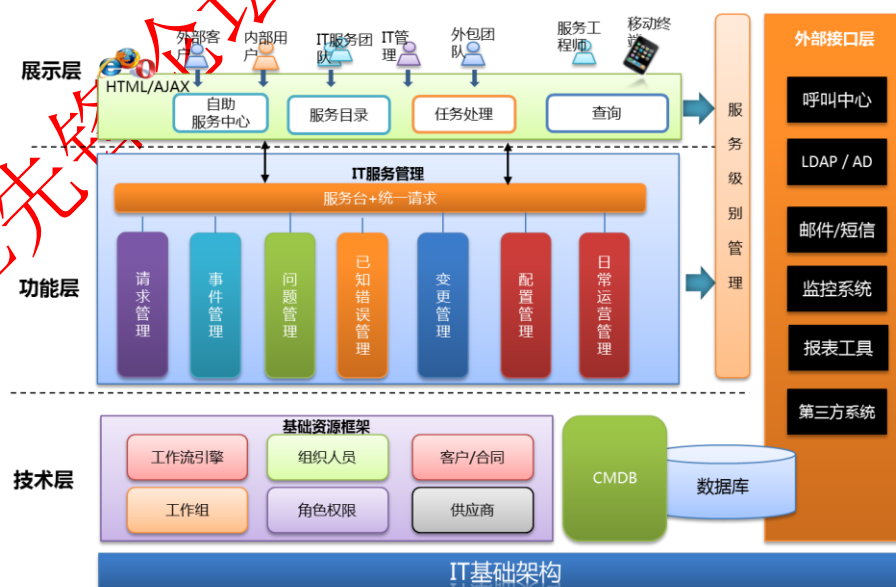 外部客户
内部用户
IT服务团队
IT管理
外包团队
服务工程师
移动终端
展示层
HTML/AJAX
自助
服务中心
服务目录
任务处理
查询
IT服务管理
服务台+统一请求
功能层
请求管理
事件管理
问题管理
已知错误管理
变更管理
配置管理
日常运营管理
服务级别管理
外部接口层
呼叫中心
LDAP / AD
邮件/短信
监控系统
报表工具
第三方系统
技术层
基础资源框架
工作流引擎
组织人员
客户/合同
工作组
角色权限
供应商
CMDB
数据库
IT基础架构
先锋论